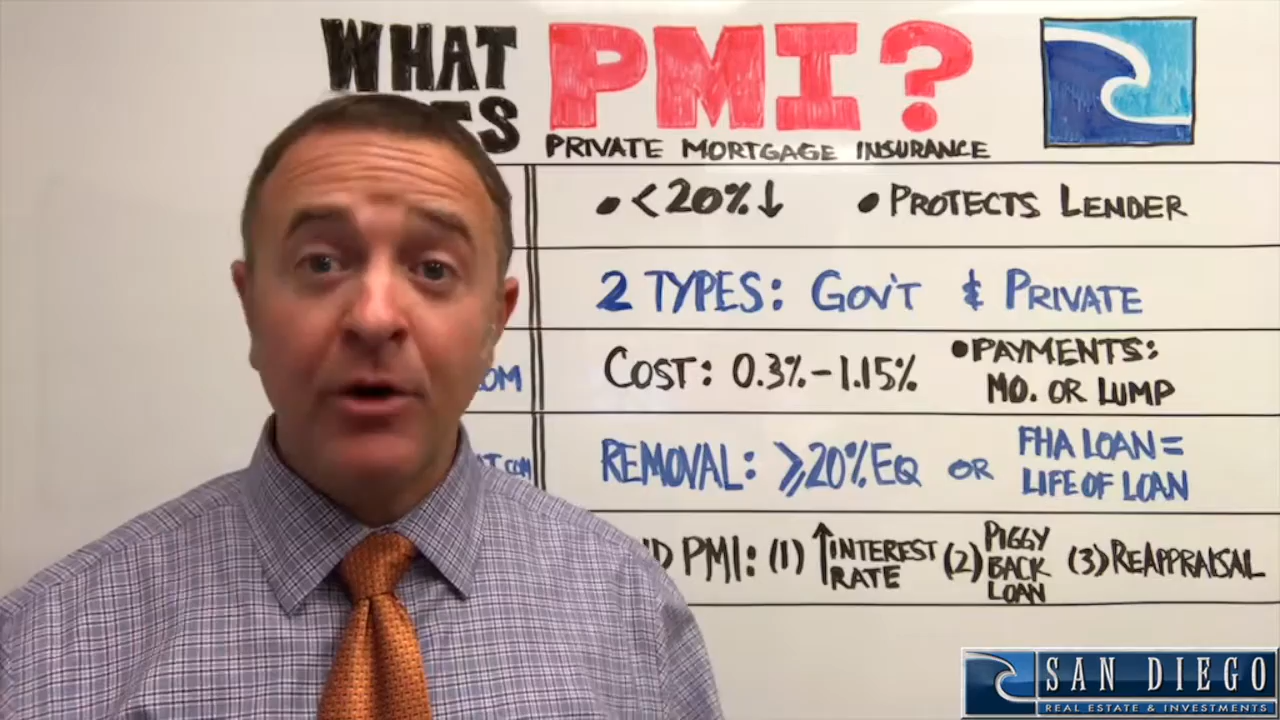 WHAT PMI?
PRIVATE MORTGAGE INSURANCE
• <20%↓ • PROTECTS LENDER
2 TYPES: GOV'T & PRIVATE
COST: 0.3%-1.15% • PAYMENTS:
MO. OR LUMP
REMOVAL: ≥20%EQ OR FHA LOAN=
LIFE OF LOAN
PMI: (1) ↑INTEREST RATE (2) PIGGY BACK LOAN (3) REAPPRAISAL
SAN DIEGO
REAL ESTATE & INVESTMENTS